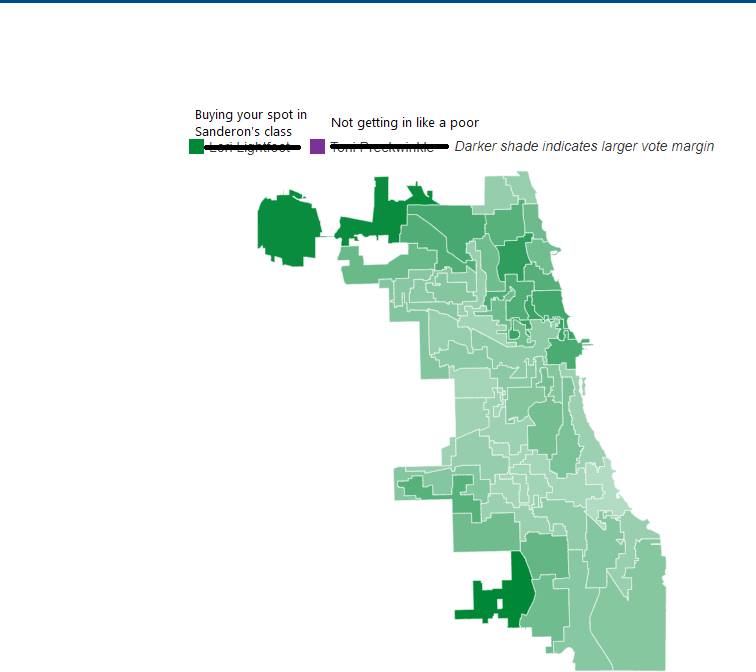 Buying your spot in
Sanderon's class
Not getting in like a poor
Lori Lightfoot
Toni Preckwinkle
Darker shade indicates larger vote margin